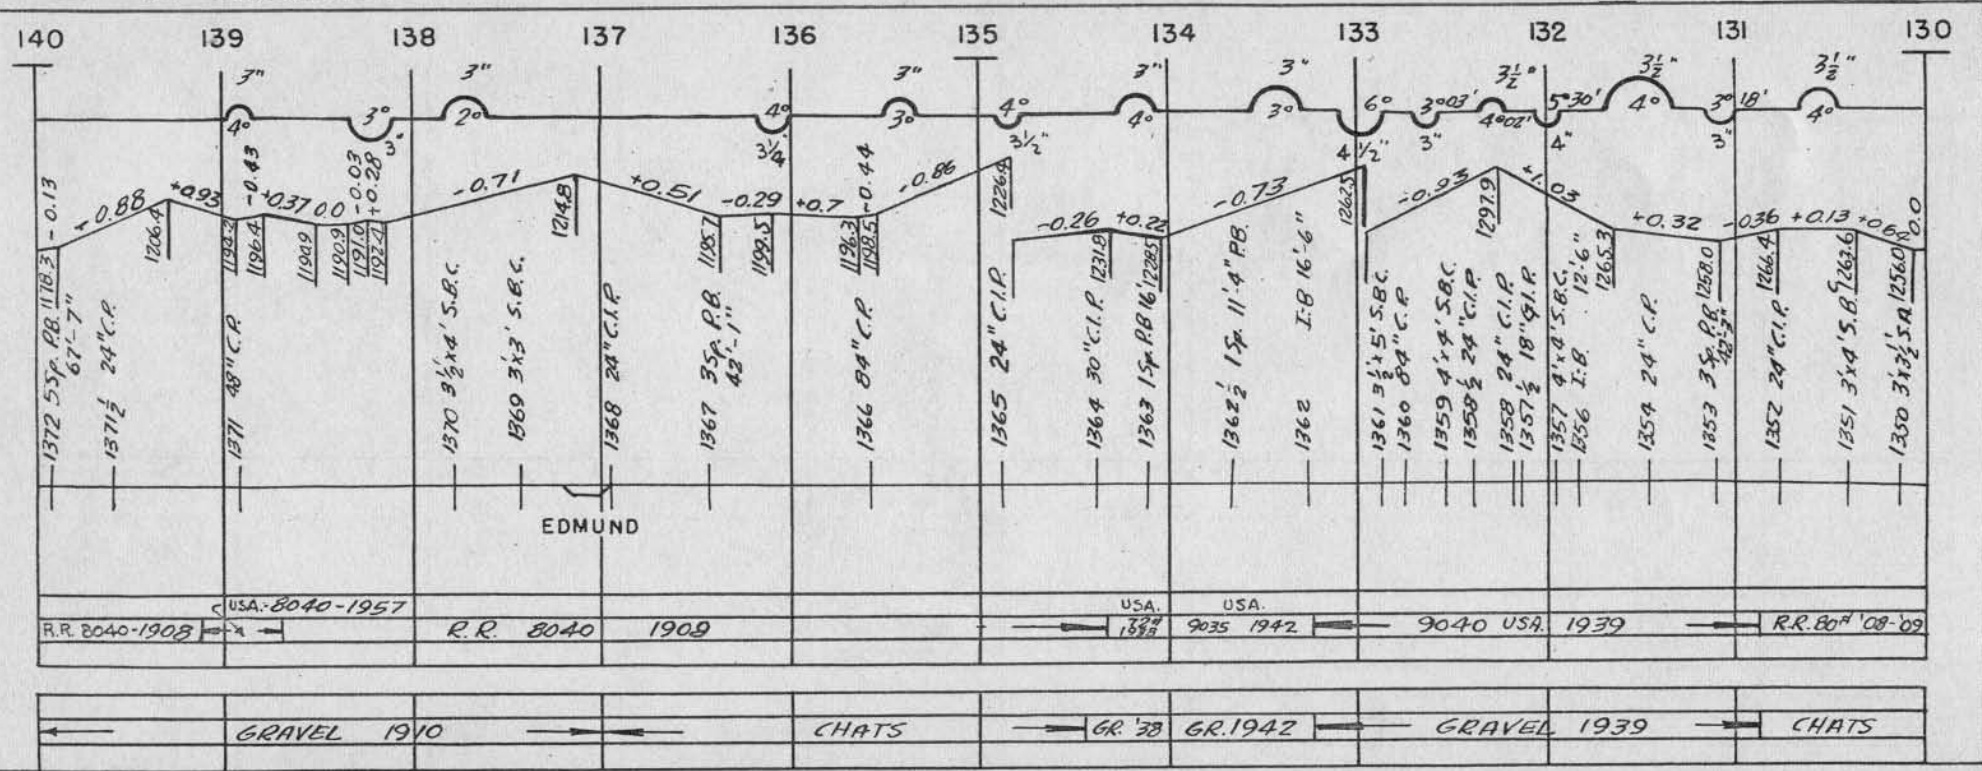 140 139 138 137 136 135 134 133 132 131 130
3" 3" 3" 3" 3" 3½" 3½" 3½"
4° 3° 2° 4° 3° 4° 4° 3° 6° 3°03' 4°02' 5°30' 4° 3°18' 4°
3" 3¼ 3½" 4½" 3" 4" 3"
-0.13 +0.88 +0.93 -0.43 +0.37 0.0 -0.03 +0.28 -0.71 +0.51 -0.29 +0.7 -0.44 -0.86 -0.26 +0.22 -0.73 -0.93 +1.03 +0.32 -0.36 +0.13 +0.64 0.0
1178.3 1206.4 1194.2 1196.4 1190.9 1191.0 1192.4 1214.8 1195.7 1199.5 1196.3 1198.5 1226.4 1231.8 1228.5 1262.5 1297.9 1265.3 1258.0 1266.4 1263.6 1256.0
1372 5 Sp. P.B. 67'-7"
1371½ 24" C.P.
1371 48" C.P.
1370 3½'x4' S.B.C.
1369 3'x3' S.B.C.
1368 24" C.I.P.
1367 3 Sp. P.B. 42'-1"
1366 84" C.P.
1365 24" C.I.P.
1364 30" C.I.P.
1363 1 Sp. P.B 16'
1362½ 1 Sp. 11'-4" P.B.
1362 I-B 16'-6"
1361 3½'x5' S.B.C.
1360 84" C.P.
1359 4'x4' S.B.C.
1358½ 24" C.I.P.
1358 24" C.I.P.
1357½ 18" G.I.P.
1357 4'x4' S.B.C.
1356 I-B 12'-6"
1354 24" C.P.
1353 3 Sp. P.B. 42'-3"
1352 24" C.I.P.
1351 3'x4' S.B.C
1350 3'x3½' S.A
EDMUND
USA.-8040-1957 USA. USA.
R.R. 8040-1908 R.R. 8040 1909 9035 1942 9040 USA. 1939 R.R. 80# '08-'09
GRAVEL 1910 CHATS GR. '38 GR. 1942 GRAVEL 1939 CHATS